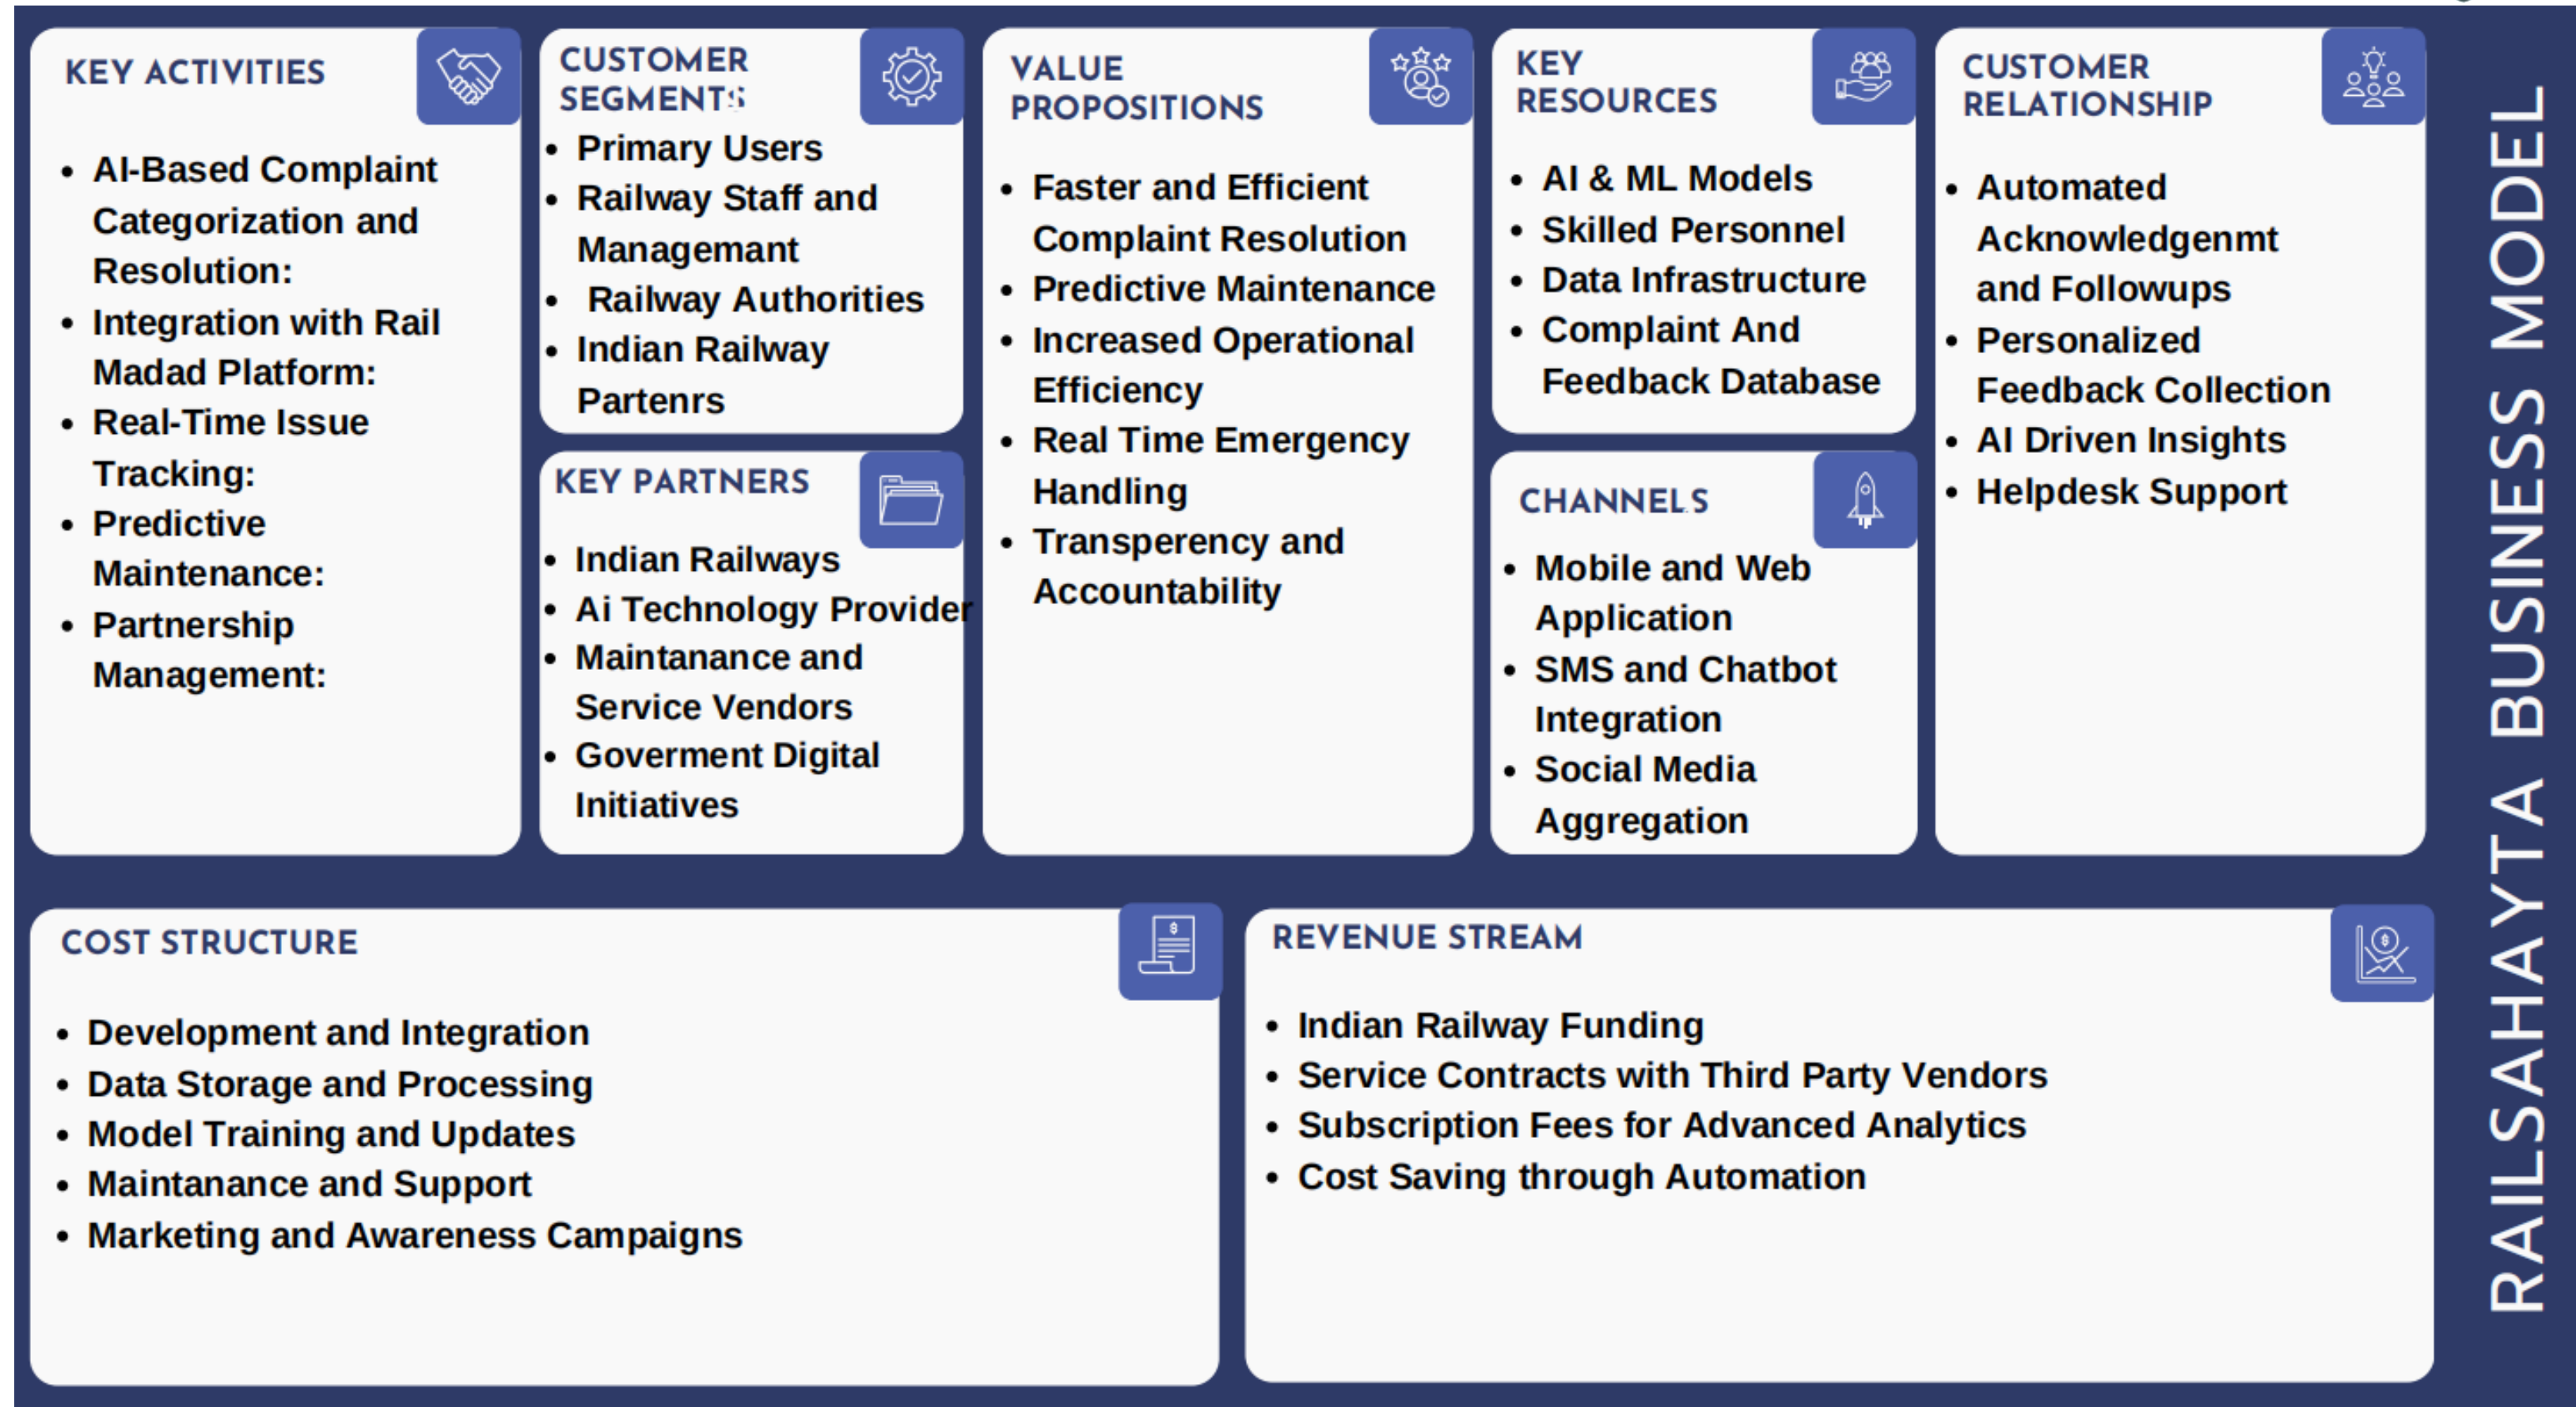 KEY ACTIVITIES
AI-Based Complaint
Categorization and
Resolution:
Integration with Rail
Madad Platform:
Real-Time Issue
Tracking:
Predictive
Maintenance:
Partnership
Management:
CUSTOMER
SEGMENTS
Primary Users
Railway Staff and
Managemant
Railway Authorities
Indian Railway
Partenrs
KEY PARTNERS
Indian Railways
Ai Technology Provider
Maintanance and
Service Vendors
Goverment Digital
Initiatives
VALUE
PROPOSITIONS
Faster and Efficient
Complaint Resolution
Predictive Maintenance
Increased Operational
Efficiency
Real Time Emergency
Handling
Transperency and
Accountability
KEY
RESOURCES
AI & ML Models
Skilled Personnel
Data Infrastructure
Complaint And
Feedback Database
CHANNELS
Mobile and Web
Application
SMS and Chatbot
Integration
Social Media
Aggregation
CUSTOMER
RELATIONSHIP
Automated
Acknowledgenmt
and Followups
Personalized
Feedback Collection
AI Driven Insights
Helpdesk Support
COST STRUCTURE
Development and Integration
Data Storage and Processing
Model Training and Updates
Maintanance and Support
Marketing and Awareness Campaigns
REVENUE STREAM
Indian Railway Funding
Service Contracts with Third Party Vendors
Subscription Fees for Advanced Analytics
Cost Saving through Automation
RAILSAHAYTA BUSINESS MODEL